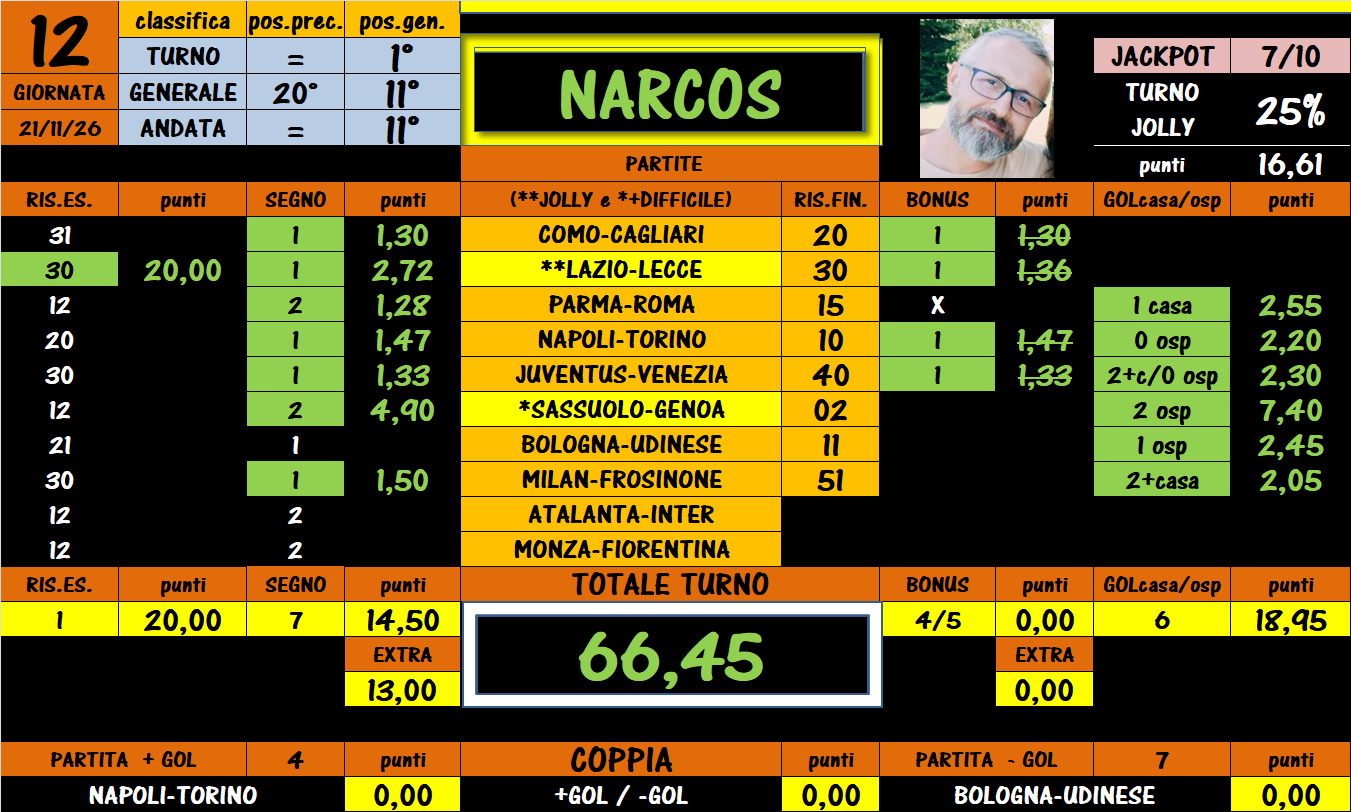 12 classifica pos.prec. pos.gen.
TURNO = 1°
GIORNATA GENERALE 20° 11°
21/11/26 ANDATA = 11°
NARCOS
JACKPOT 7/10
TURNO JOLLY 25%
punti 16,61
PARTITE
RIS.ES. punti SEGNO punti (**JOLLY e *+DIFFICILE) RIS.FIN. BONUS punti GOLcasa/osp punti
31 1 1,30 COMO-CAGLIARI 20 1 1,30
30 20,00 1 2,72 **LAZIO-LECCE 30 1 1,36
12 2 1,28 PARMA-ROMA 15 X 1 casa 2,55
20 1 1,47 NAPOLI-TORINO 10 1 1,47 0 osp 2,20
30 1 1,33 JUVENTUS-VENEZIA 40 1 1,33 2+c/0 osp 2,30
12 2 4,90 *SASSUOLO-GENOA 02 2 osp 7,40
21 1 BOLOGNA-UDINESE 11 1 osp 2,45
30 1 1,50 MILAN-FROSINONE 51 2+casa 2,05
12 2 ATALANTA-INTER
12 2 MONZA-FIORENTINA
RIS.ES. punti SEGNO punti TOTALE TURNO BONUS punti GOLcasa/osp punti
1 20,00 7 14,50 66,45 4/5 0,00 6 18,95
EXTRA EXTRA
13,00 0,00
PARTITA + GOL 4 punti COPPIA punti PARTITA - GOL 7 punti
NAPOLI-TORINO 0,00 +GOL / -GOL 0,00 BOLOGNA-UDINESE 0,00